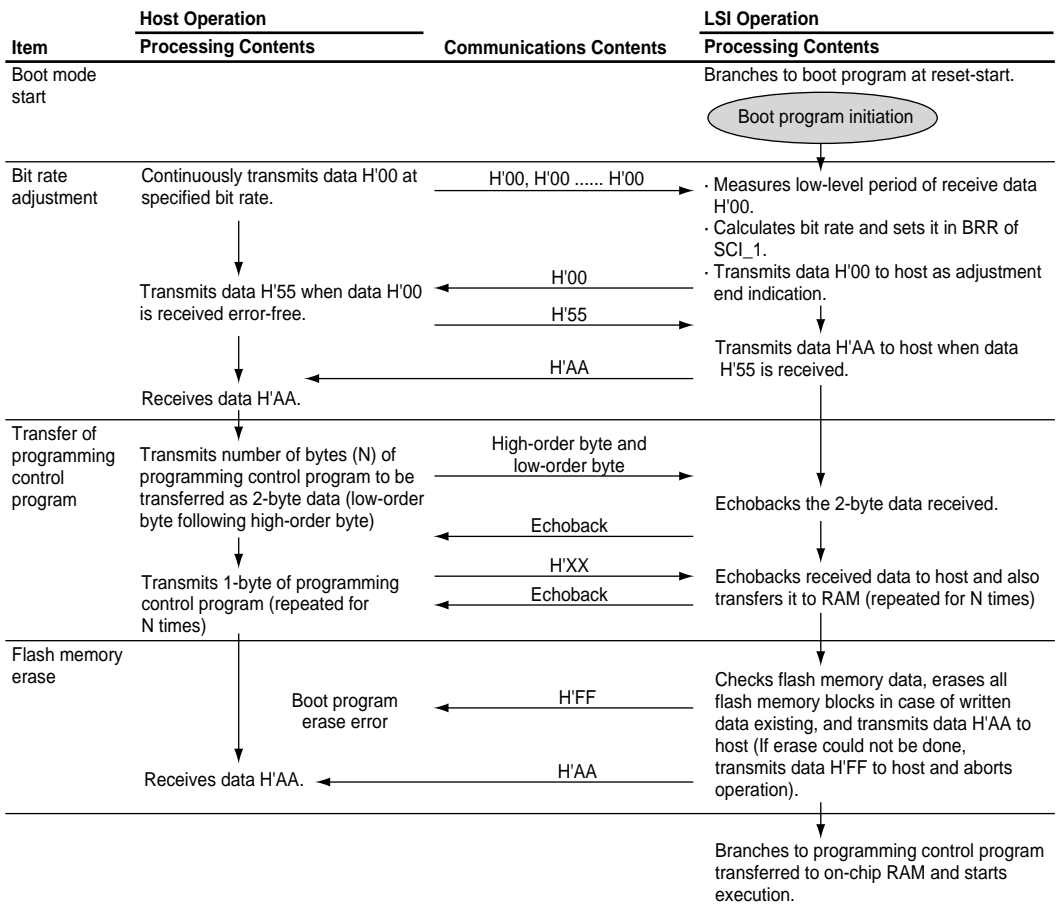 Host Operation
LSI Operation
Item
Processing Contents
Communications Contents
Processing Contents
Boot mode
start
Branches to boot program at reset-start.
Boot program initiation
Bit rate
adjustment
Continuously transmits data H'00 at
specified bit rate.
H'00, H'00 ...... H'00
· Measures low-level period of receive data
H'00.
· Calculates bit rate and sets it in BRR of
SCI_1.
· Transmits data H'00 to host as adjustment
end indication.
H'00
Transmits data H'55 when data H'00
is received error-free.
H'55
Transmits data H'AA to host when data
H'55 is received.
H'AA
Receives data H'AA.
Transfer of
programming
control
program
Transmits number of bytes (N) of
programming control program to be
transferred as 2-byte data (low-order
byte following high-order byte)
High-order byte and
low-order byte
Echobacks the 2-byte data received.
Echoback
H'XX
Transmits 1-byte of programming
control program (repeated for
N times)
Echoback
Echobacks received data to host and also
transfers it to RAM (repeated for N times)
Flash memory
erase
Checks flash memory data, erases all
flash memory blocks in case of written
data existing, and transmits data H'AA to
host (If erase could not be done,
transmits data H'FF to host and aborts
operation).
H'FF
Boot program
erase error
H'AA
Receives data H'AA.
Branches to programming control program
transferred to on-chip RAM and starts
execution.